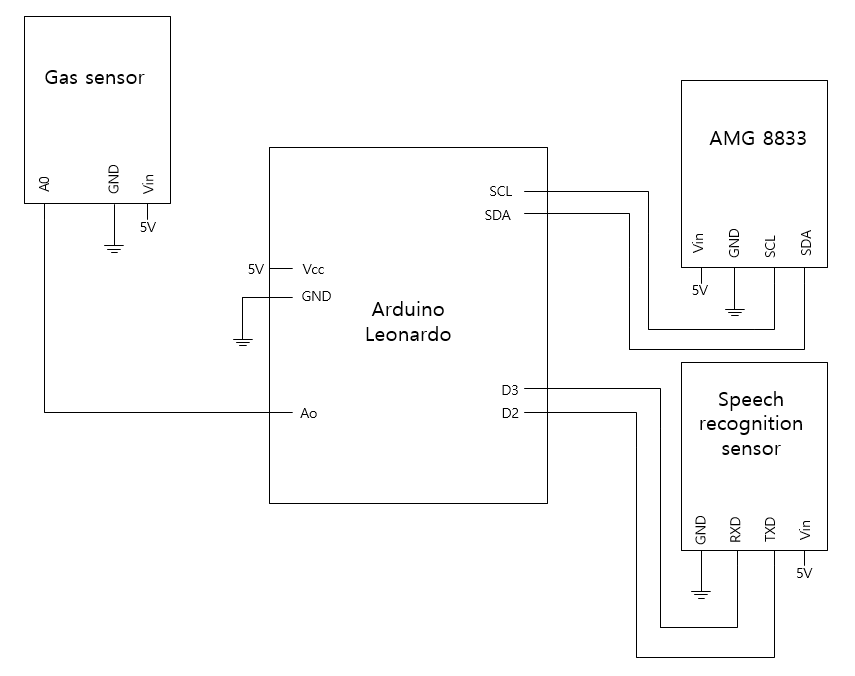 Gas sensor
A0
GND
Vin
5V
AMG 8833
Vin
GND
SCL
SDA
5V
SCL
SDA
5V
Vcc
GND
Arduino
Leonardo
Ao
D3
D2
Speech
recognition
sensor
GND
RXD
TXD
Vin
5V